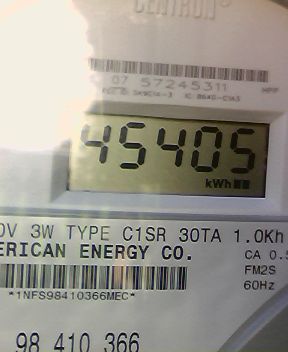 CENTRON®
07 57245311
45405
kWh
0V 3W TYPE C1SR 30TA 1.0Kh
ERICAN ENERGY CO.
CA 0.5
FM2S
*1NFS98410366MEC*
60Hz
98 410 366